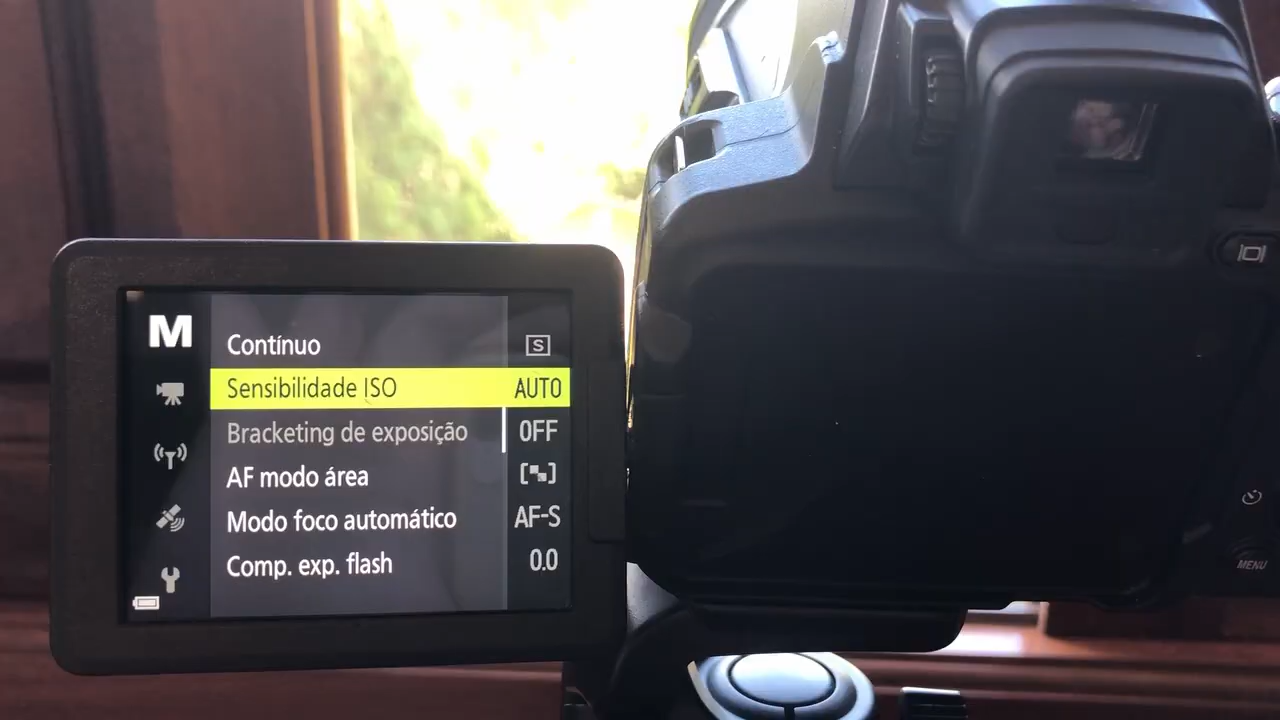 M
Contínuo S
Sensibilidade ISO AUTO
Bracketing de exposição OFF
AF modo área
Modo foco automático AF-S
Comp. exp. flash 0.0
MENU